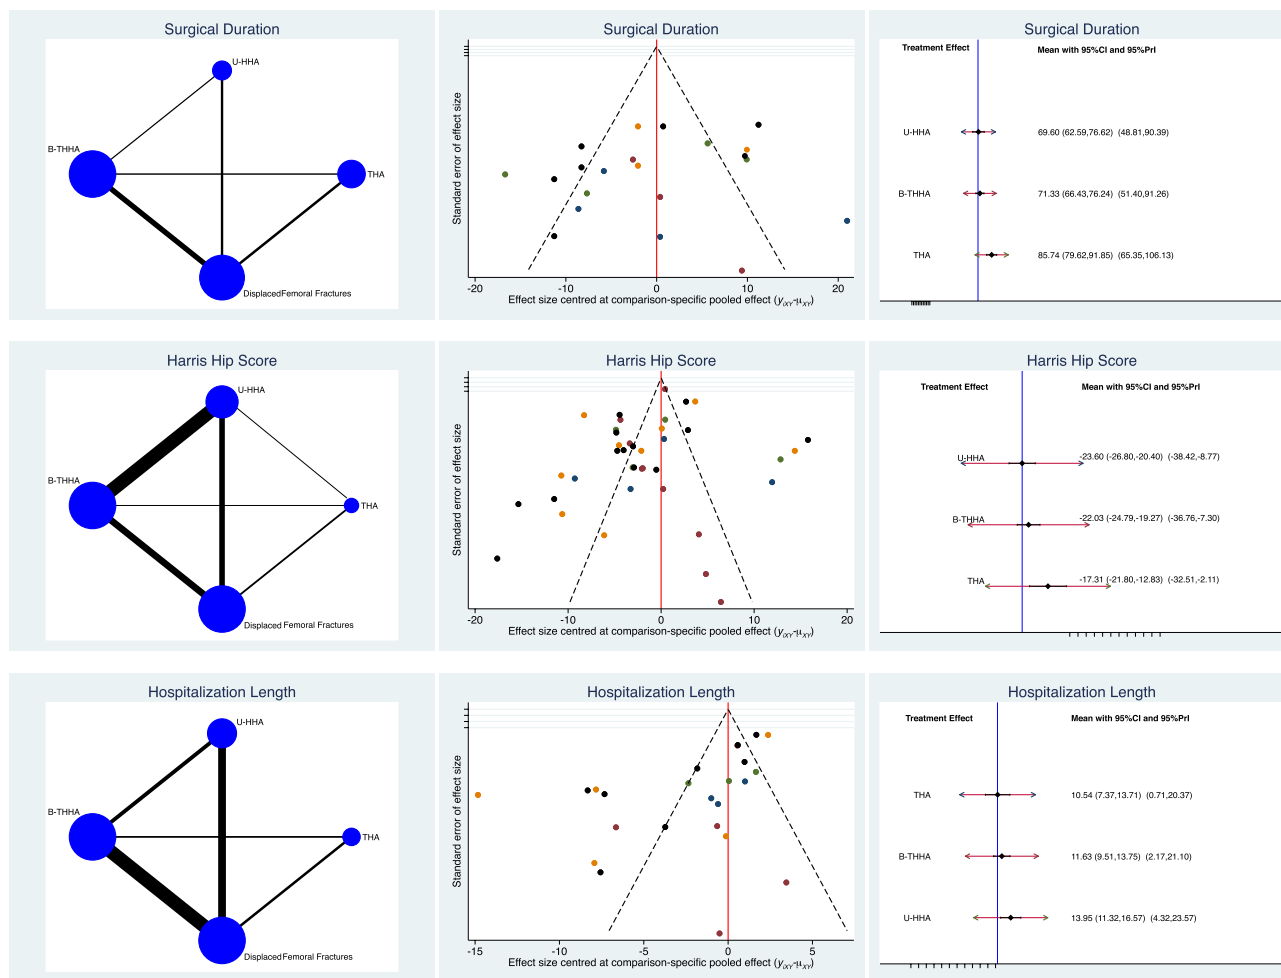 Surgical Duration
U-HHA
B-THHA
THA
DisplacedFemoral Fractures
Surgical Duration
Standard error of effect size
-20 -10 0 10 20
Effect size centred at comparison-specific pooled effect (yiXY-μXY)
Surgical Duration
Treatment Effect Mean with 95%CI and 95%PrI
U-HHA 69.60 (62.59,76.62) (48.81,90.39)
B-THHA 71.33 (66.43,76.24) (51.40,91.26)
THA 85.74 (79.62,91.85) (65.35,106.13)
Harris Hip Score
U-HHA
B-THHA
THA
Displaced Femoral Fractures
Harris Hip Score
Standard error of effect size
-20 -10 0 10 20
Effect size centred at comparison-specific pooled effect (yiXY-μXY)
Harris Hip Score
Treatment Effect Mean with 95%CI and 95%PrI
U-HHA -23.60 (-26.80,-20.40) (-38.42,-8.77)
B-THHA -22.03 (-24.79,-19.27) (-36.76,-7.30)
THA -17.31 (-21.80,-12.83) (-32.51,-2.11)
Hospitalization Length
U-HHA
B-THHA
THA
DisplacedFemoral Fractures
Hospitalization Length
Standard error of effect size
-15 -10 -5 0 5
Effect size centred at comparison-specific pooled effect (yiXY-μXY)
Hospitalization Length
Treatment Effect Mean with 95%CI and 95%PrI
THA 10.54 (7.37,13.71) (0.71,20.37)
B-THHA 11.63 (9.51,13.75) (2.17,21.10)
U-HHA 13.95 (11.32,16.57) (4.32,23.57)